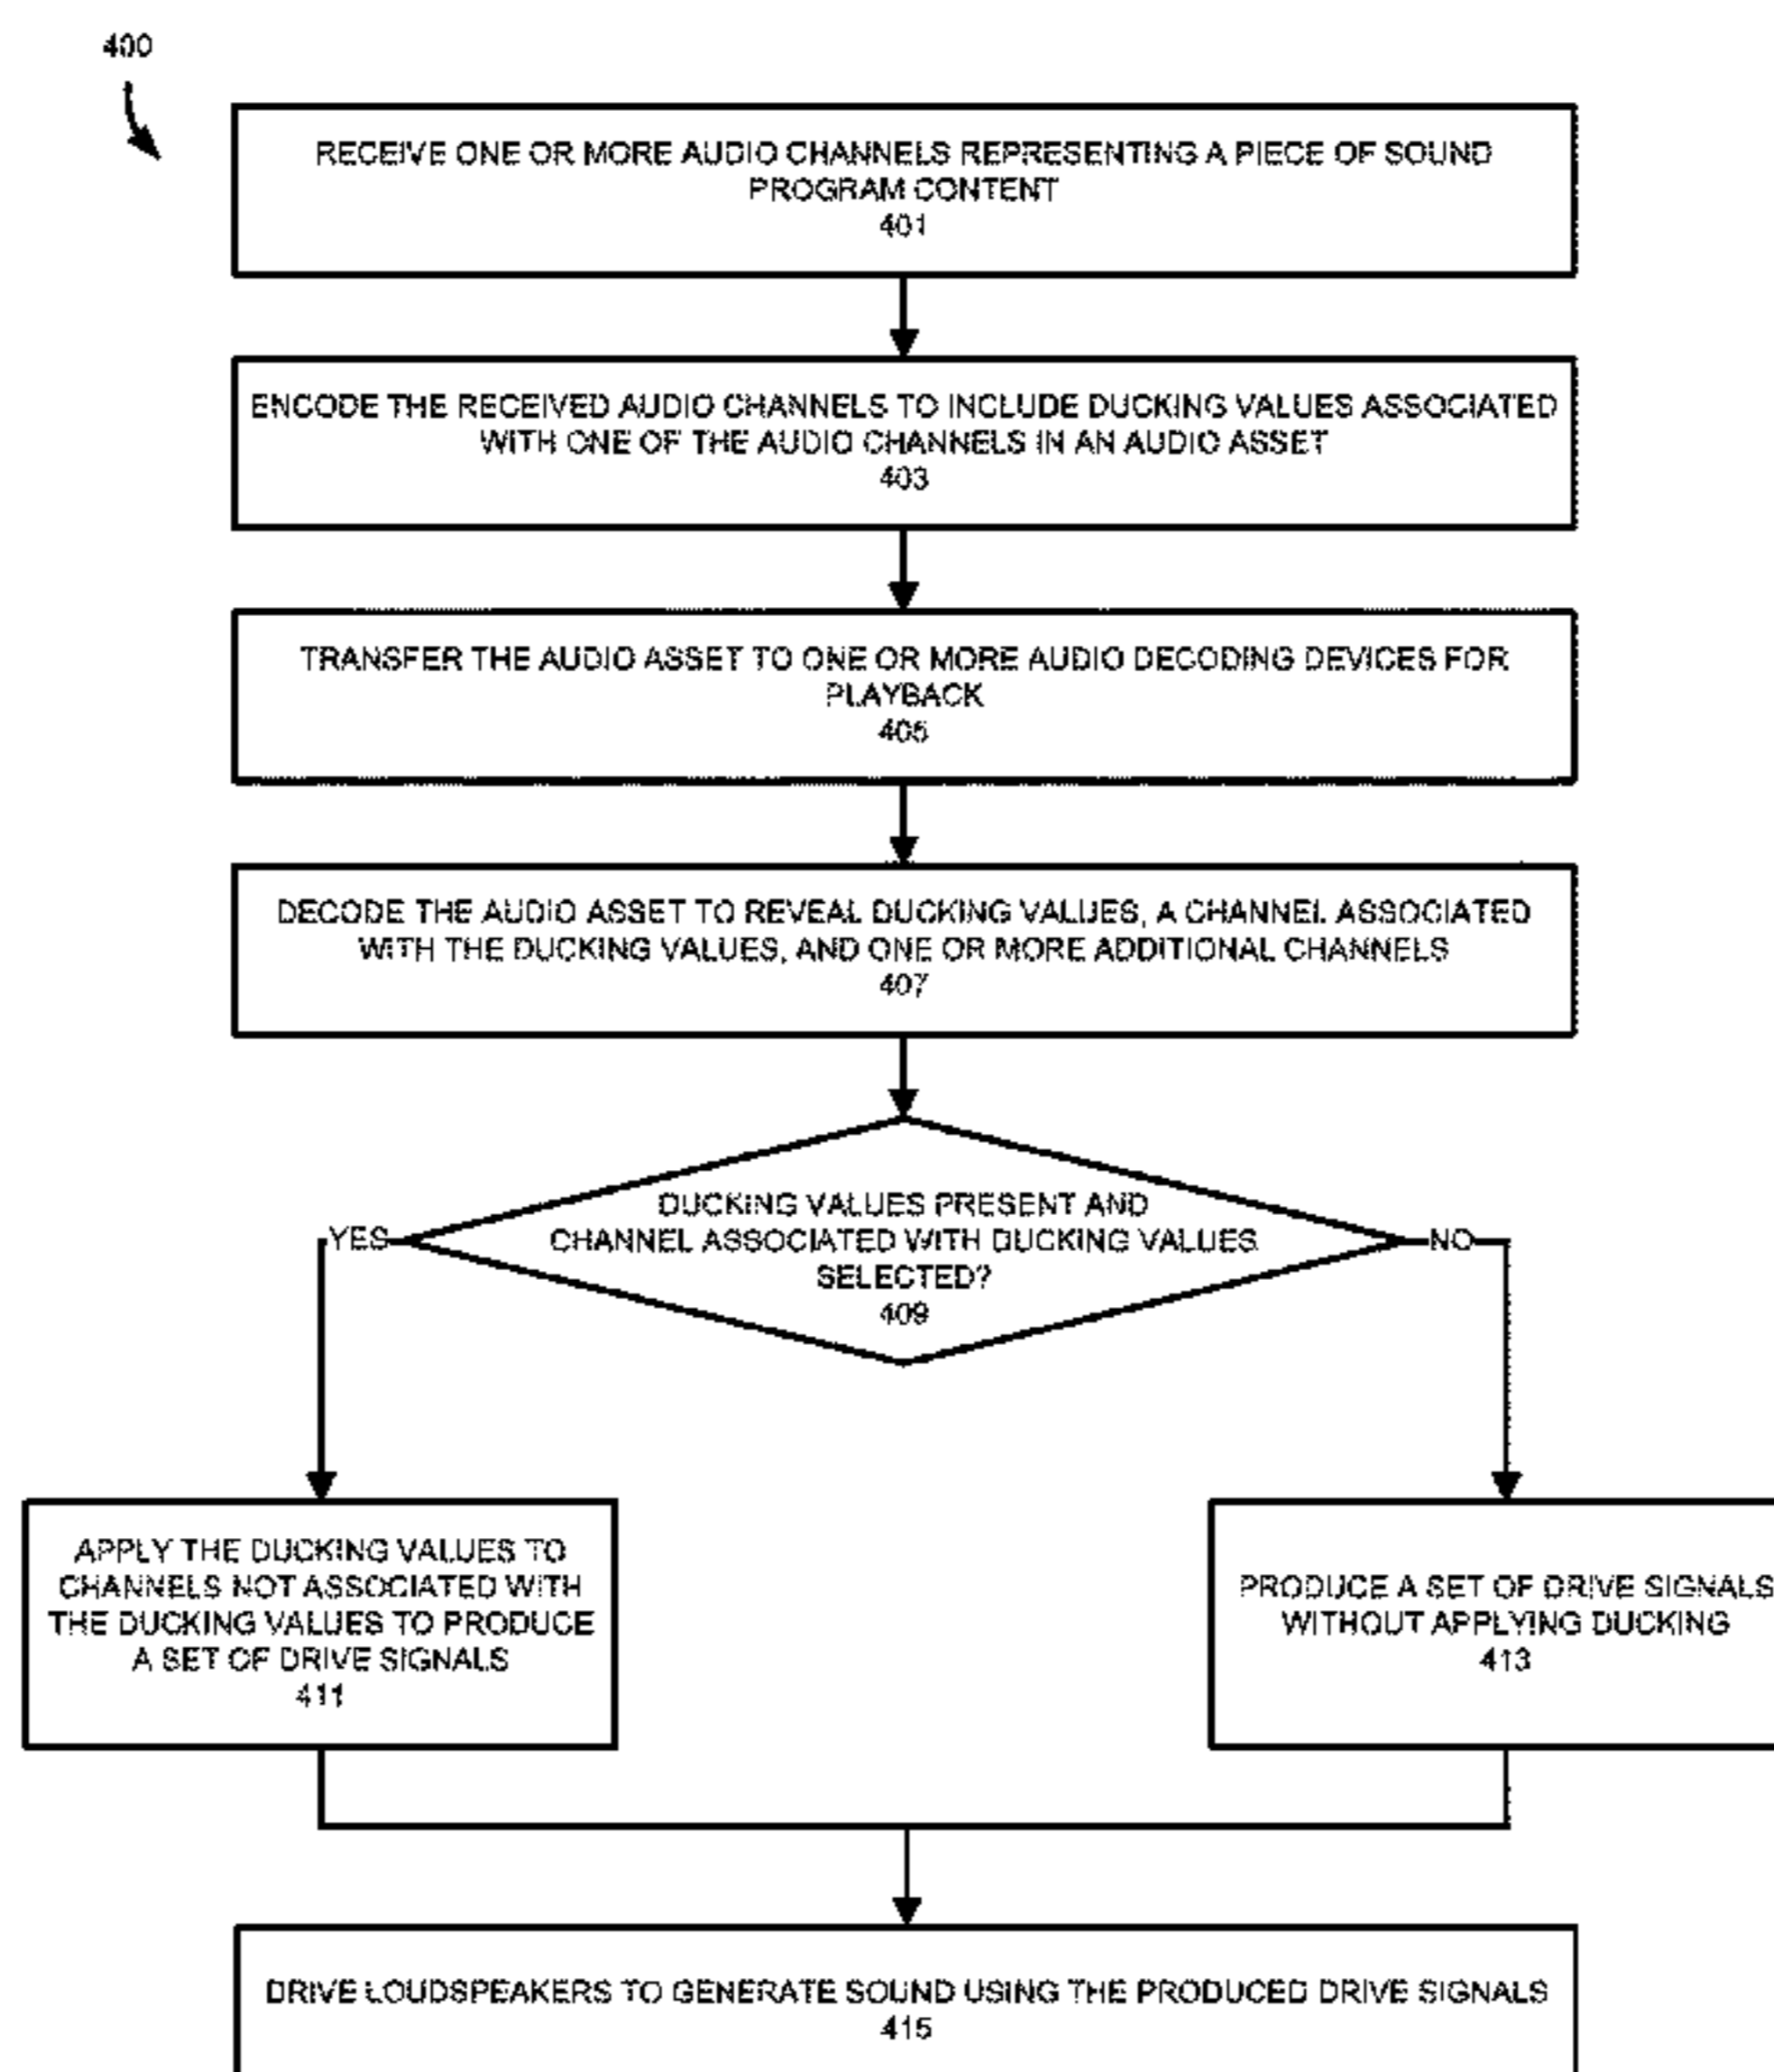 400
RECEIVE ONE OR MORE AUDIO CHANNELS REPRESENTING A PIECE OF SOUND
PROGRAM CONTENT
401
ENCODE THE RECEIVED AUDIO CHANNELS TO INCLUDE DUCKING VALUES ASSOCIATED
WITH ONE OF THE AUDIO CHANNELS IN AN AUDIO ASSET
403
TRANSFER THE AUDIO ASSET TO ONE OR MORE AUDIO DECODING DEVICES FOR
PLAYBACK
405
DECODE THE AUDIO ASSET TO REVEAL DUCKING VALUES, A CHANNEL ASSOCIATED
WITH THE DUCKING VALUES, AND ONE OR MORE ADDITIONAL CHANNELS
407
DUCKING VALUES PRESENT AND
CHANNEL ASSOCIATED WITH DUCKING VALUES
SELECTED?
409
YES
NO
APPLY THE DUCKING VALUES TO
CHANNELS NOT ASSOCIATED WITH
THE DUCKING VALUES TO PRODUCE
A SET OF DRIVE SIGNALS
411
PRODUCE A SET OF DRIVE SIGNALS
WITHOUT APPLYING DUCKING
413
DRIVE LOUDSPEAKERS TO GENERATE SOUND USING THE PRODUCED DRIVE SIGNALS
415